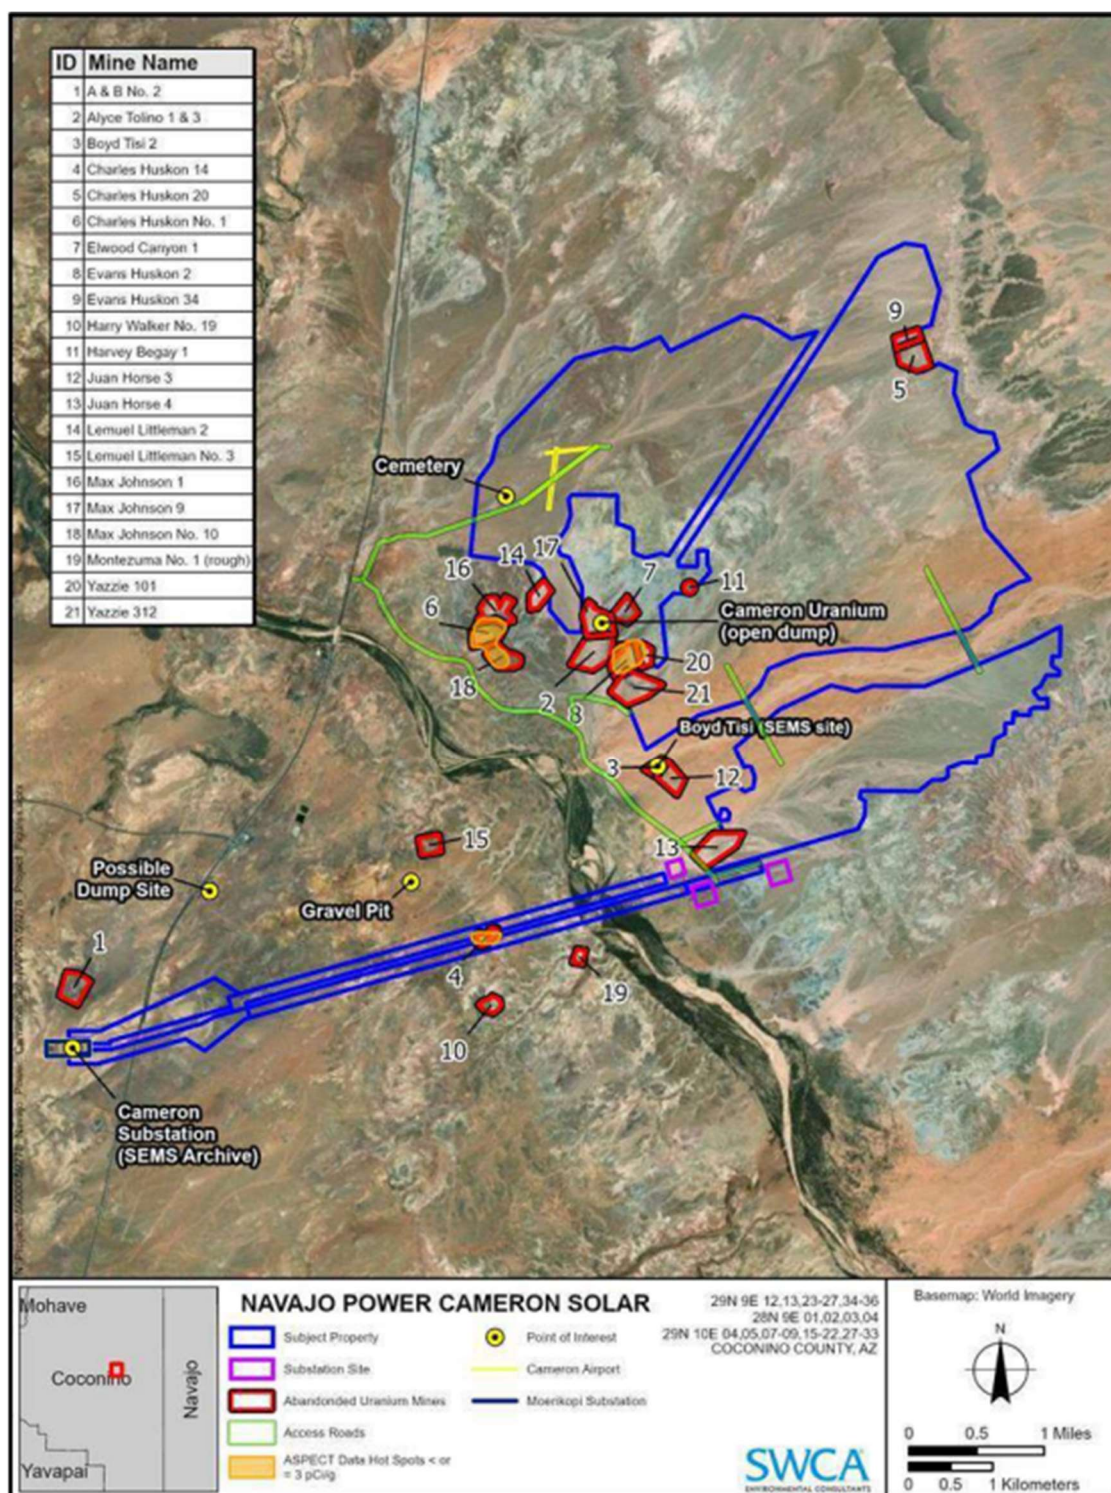 ID Mine Name
1 A & B No. 2
2 Alyce Tolino 1 & 3
3 Boyd Tisi 2
4 Charles Huskon 14
5 Charles Huskon 20
6 Charles Huskon No. 1
7 Elwood Canyon 1
8 Evans Huskon 2
9 Evans Huskon 34
10 Harry Walker No. 19
11 Harvey Begay 1
12 Juan Horse 3
13 Juan Horse 4
14 Lemuel Littleman 2
15 Lemuel Littleman No. 3
16 Max Johnson 1
17 Max Johnson 9
18 Max Johnson No. 10
19 Montezuma No. 1 (rough)
20 Yazzie 101
21 Yazzie 312
9
5
Cemetery
17
14
16
7
11
6
Cameron Uranium
(open dump)
20
18
2
8
21
Boyd Tisi (SEMS site)
3
12
15
13
Possible
Dump Site
Gravel Pit
1
4
19
10
Cameron
Substation
(SEMS Archive)
Mohave
Coconino
Navajo
Yavapai
NAVAJO POWER CAMERON SOLAR
Subject Property
Substation Site
Abandonded Uranium Mines
Access Roads
ASPECT Data Hot Spots < or
= 3 pCi/g
Point of Interest
Cameron Airport
Moenkopi Substation
29N 9E 12,13,23-27,34-36
28N 9E 01,02,03,04
29N 10E 04,05,07-09,15-22,27-33
COCONINO COUNTY, AZ
SWCA
ENVIRONMENTAL CONSULTANTS
Basemap: World Imagery
N
0 0.5 1 Miles
0 0.5 1 Kilometers